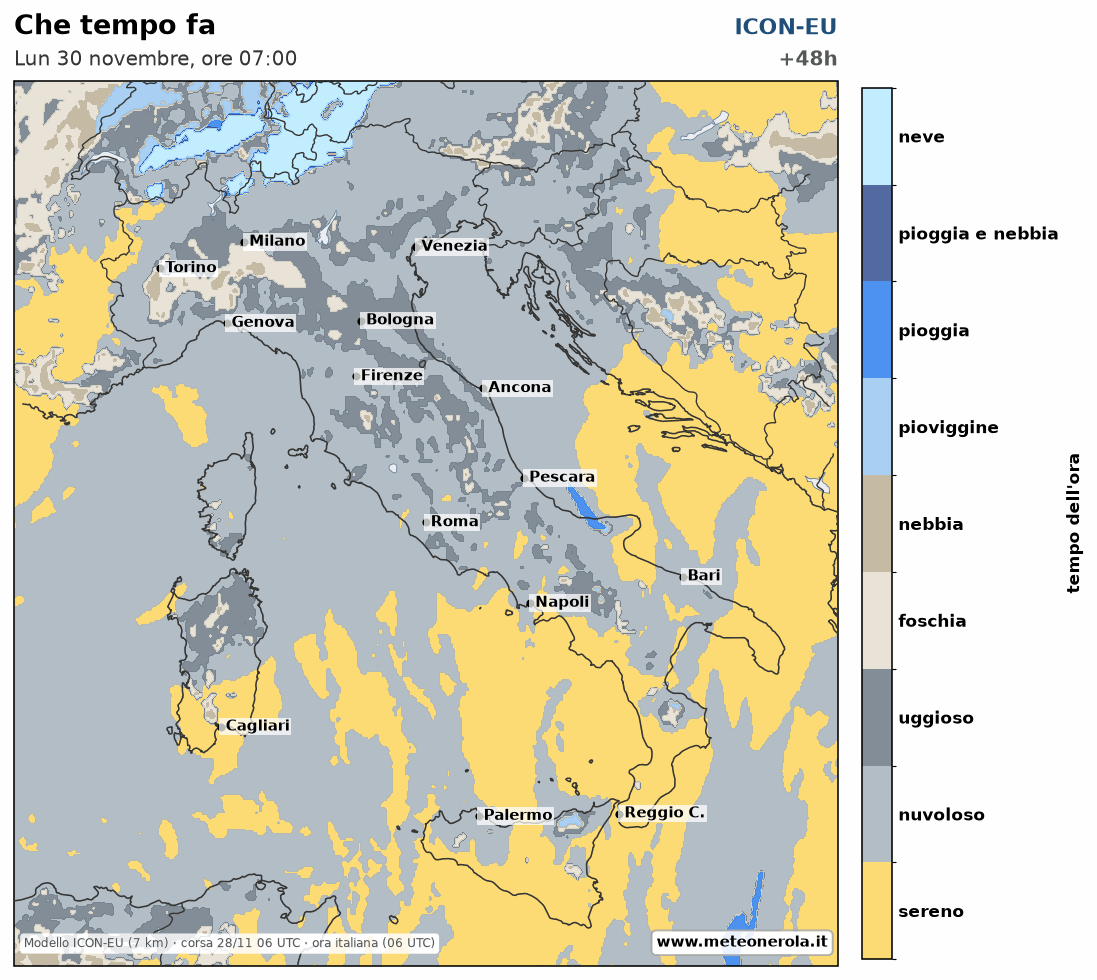 Che tempo fa
ICON-EU
Lun 30 novembre, ore 07:00
+48h
neve
pioggia e nebbia
pioggia
pioviggine
nebbia
foschia
uggioso
nuvoloso
sereno
tempo dell'ora
Milano
Venezia
Torino
Genova
Bologna
Firenze
Ancona
Pescara
Roma
Bari
Napoli
Cagliari
Palermo
Reggio C.
Modello ICON-EU (7 km) · corsa 28/11 06 UTC · ora italiana (06 UTC)
www.meteonerola.it